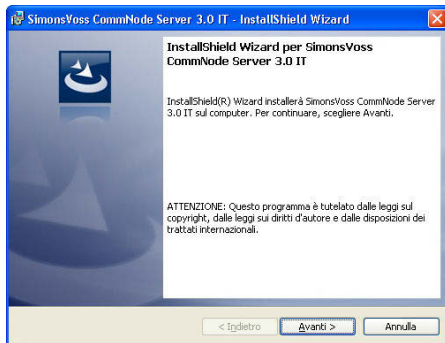 SimonsVoss CommNode Server 3.0 IT - InstallShield Wizard
InstallShield Wizard per SimonsVoss
CommNode Server 3.0 IT
InstallShield(R) Wizard installerà SimonsVoss CommNode Server
3.0 IT sul computer. Per continuare, scegliere Avanti.
ATTENZIONE: Questo programma è tutelato dalle leggi sul
copyright, dalle leggi sui diritti d'autore e dalle disposizioni dei
trattati internazionali.
< Indietro
Avanti >
Annulla